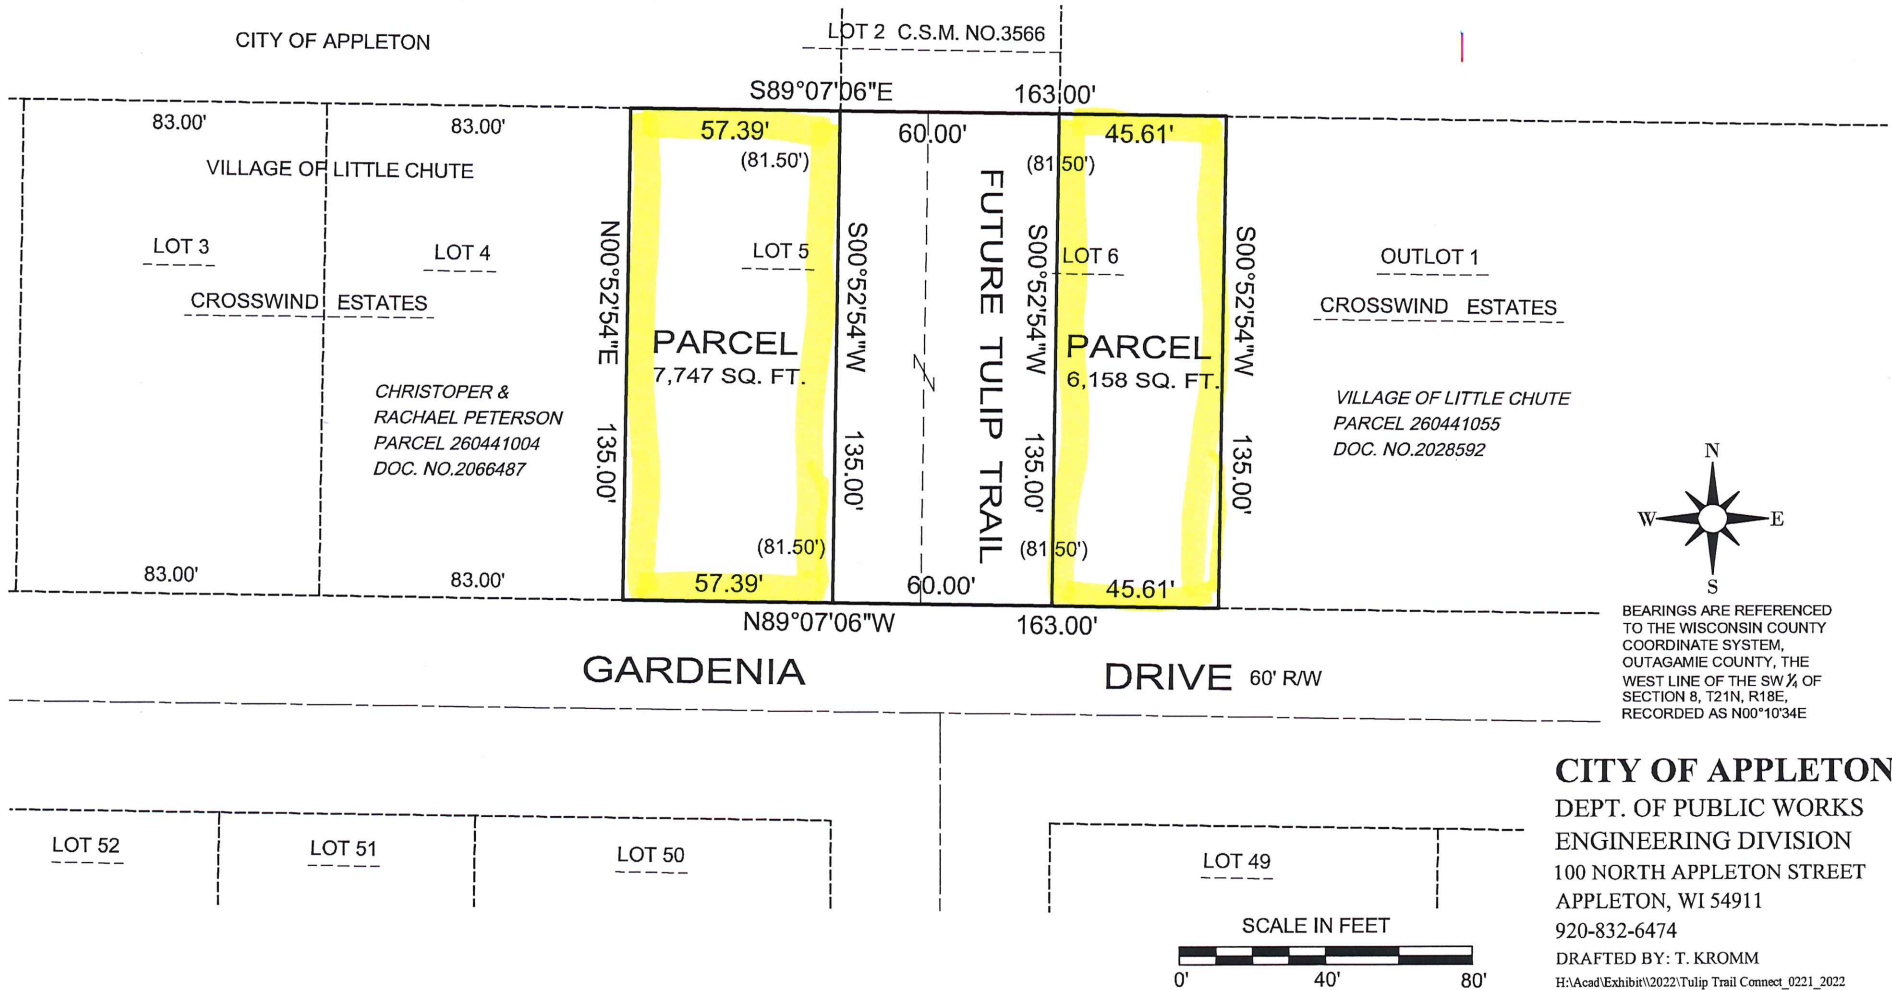 CITY OF APPLETON
LOT 2 C.S.M. NO.3566
S89°07'06"E
163.00'
83.00'
83.00'
57.39'
60.00'
45.61'
(81.50')
(81.50')
VILLAGE OF LITTLE CHUTE
LOT 3
LOT 4
LOT 5
LOT 6
OUTLOT 1
CROSSWIND ESTATES
CROSSWIND ESTATES
N00°52'54"E
135.00'
S00°52'54"W
135.00'
FUTURE TULIP TRAIL
S00°52'54"W
135.00'
S00°52'54"W
135.00'
PARCEL
7,747 SQ. FT.
PARCEL
6,158 SQ. FT.
CHRISTOPER &
RACHAEL PETERSON
PARCEL 260441004
DOC. NO.2066487
VILLAGE OF LITTLE CHUTE
PARCEL 260441055
DOC. NO.2028592
(81.50')
(81.50')
83.00'
83.00'
57.39'
60.00'
45.61'
N89°07'06"W
163.00'
GARDENIA DRIVE 60' R/W
N
W
E
S
BEARINGS ARE REFERENCED
TO THE WISCONSIN COUNTY
COORDINATE SYSTEM,
OUTAGAMIE COUNTY, THE
WEST LINE OF THE SW ¼ OF
SECTION 8, T21N, R18E,
RECORDED AS N00°10'34E
LOT 52
LOT 51
LOT 50
LOT 49
SCALE IN FEET
0'
40'
80'
CITY OF APPLETON
DEPT. OF PUBLIC WORKS
ENGINEERING DIVISION
100 NORTH APPLETON STREET
APPLETON, WI 54911
920-832-6474
DRAFTED BY: T. KROMM
H:\Acad\Exhibit\\2022\Tulip Trail Connect_0221_2022